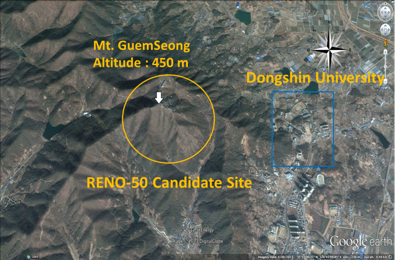 Mt. GuemSeong
Altitude : 450 m
Dongshin University
RENO-50 Candidate Site
Google earth